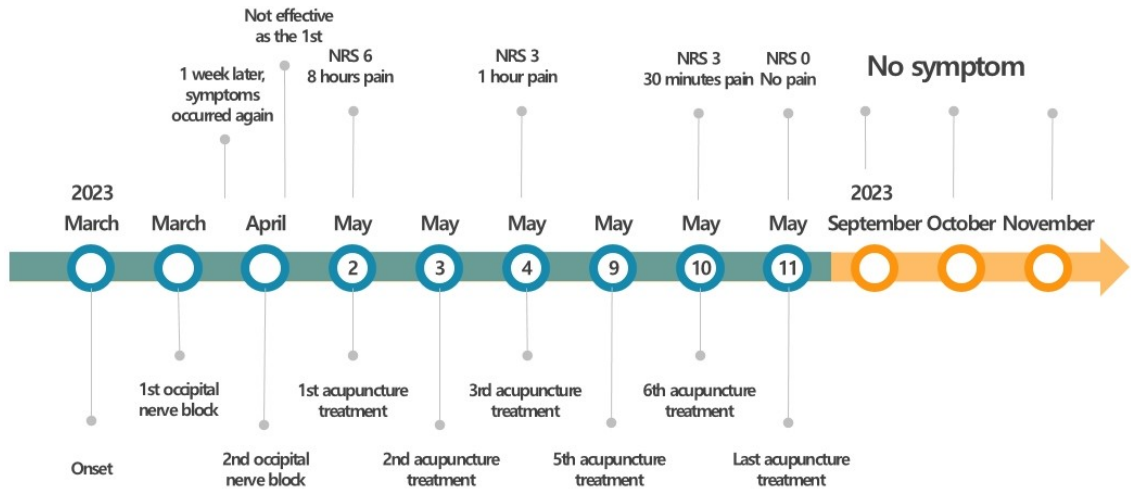 Not effective
as the 1st
1 week later,
symptoms
occurred again
NRS 6
8 hours pain
NRS 3
1 hour pain
NRS 3
30 minutes pain
NRS 0
No pain
No symptom
2023
March
March
April
May
May
May
May
May
May
2023
September
October
November
2
3
4
9
10
11
1st occipital
nerve block
1st acupuncture
treatment
3rd acupuncture
treatment
6th acupuncture
treatment
Onset
2nd occipital
nerve block
2nd acupuncture
treatment
5th acupuncture
treatment
Last acupuncture
treatment